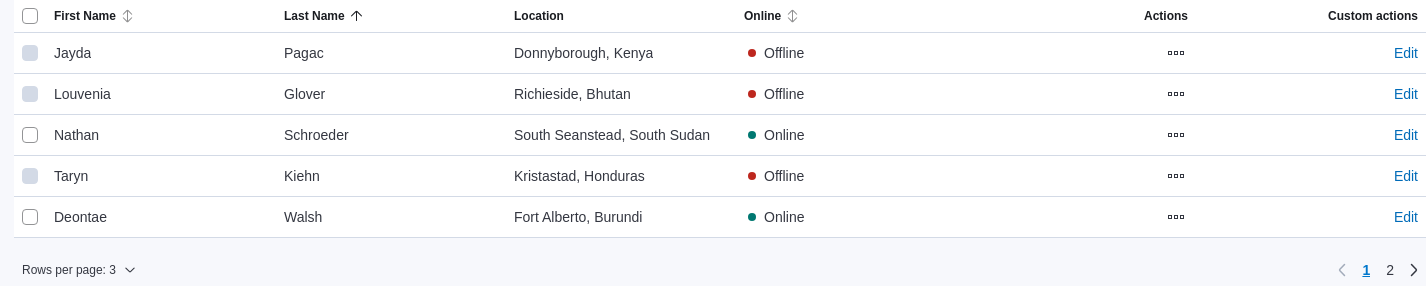 First Name Last Name Location Online Actions Custom actions
Jayda Pagac Donnyborough, Kenya Offline Edit
Louvenia Glover Richieside, Bhutan Offline Edit
Nathan Schroeder South Seanstead, South Sudan Online Edit
Taryn Kiehn Kristastad, Honduras Offline Edit
Deontae Walsh Fort Alberto, Burundi Online Edit
Rows per page: 3 1 2